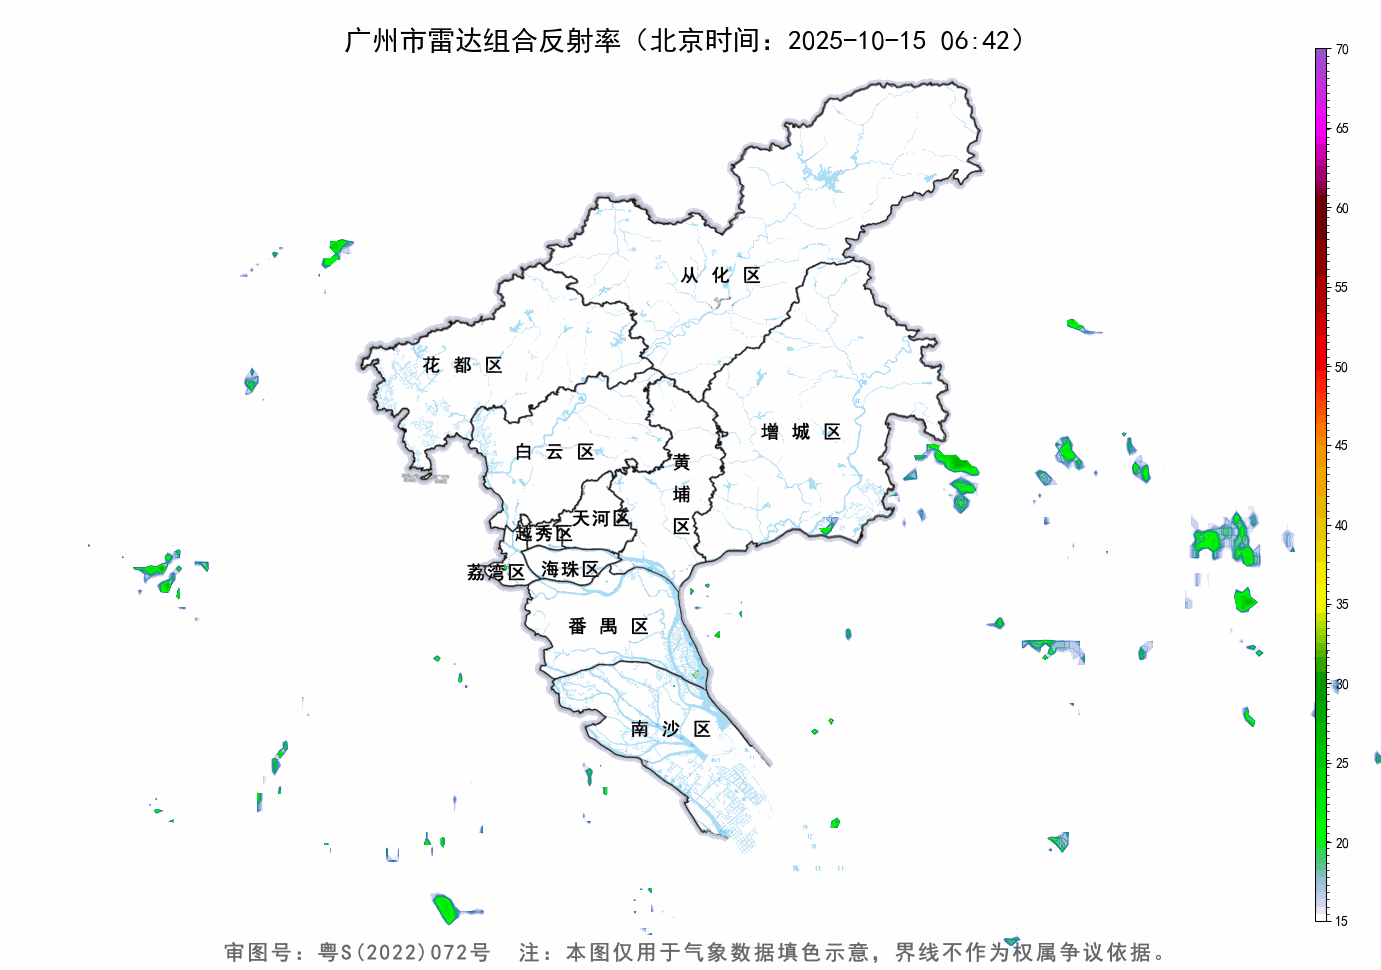 广州市雷达组合反射率（北京时间：2025-10-15 06:42）
70
65
60
55
50
45
40
35
30
25
20
15
从化区
花都区
增城区
白云区
黄埔区
天河区
越秀区
海珠区
荔湾区
番禺区
南沙区
审图号：粤S(2022)072号 注：本图仅用于气象数据填色示意，界线不作为权属争议依据。